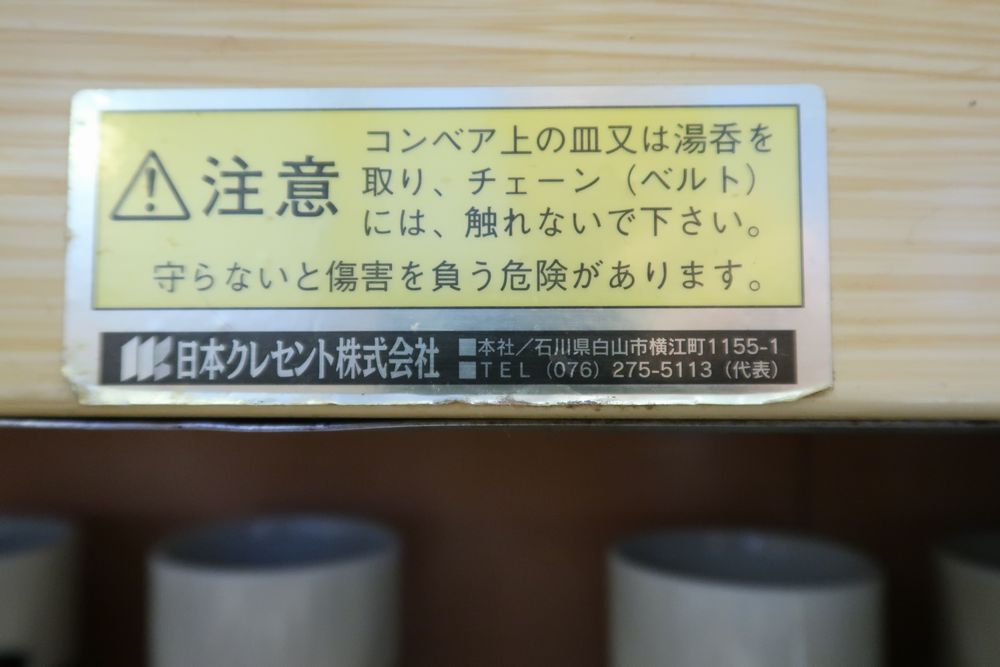 注意
コンベア上の皿又は湯呑を
取り、チェーン（ベルト）
には、触れないで下さい。
守らないと傷害を負う危険があります。
日本クレセント株式会社
■本社／石川県白山市横江町1155-1
■TEL（076）275-5113（代表）